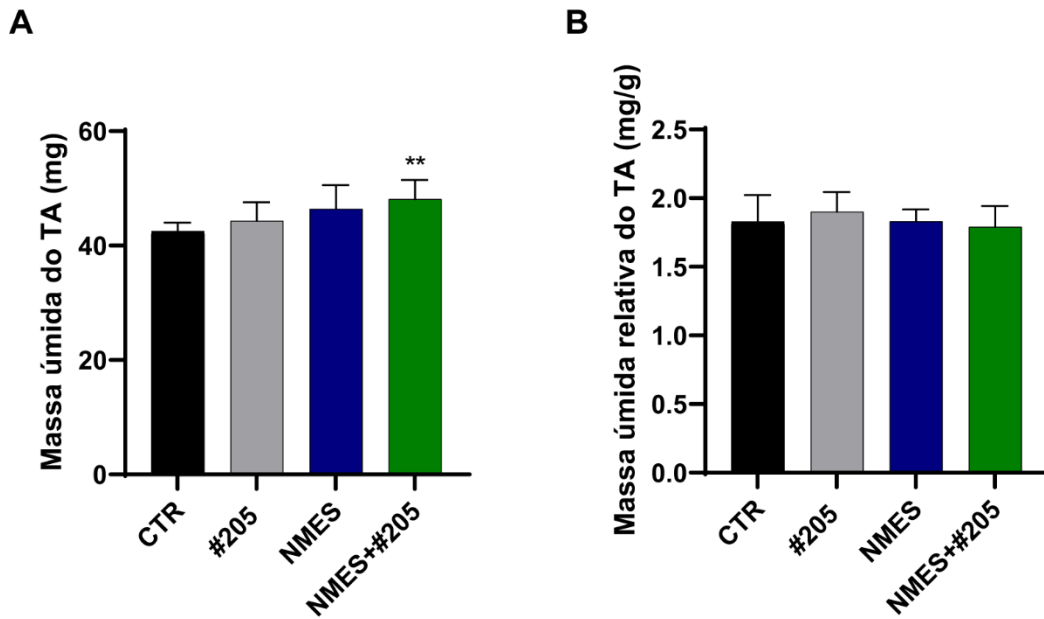 A
Massa úmida do TA (mg)
60
40
20
0
**
CTR
#205
NMES
NMES+#205
B
Massa úmida relativa do TA (mg/g)
2.5
2.0
1.5
1.0
0.5
0.0
CTR
#205
NMES
NMES+#205